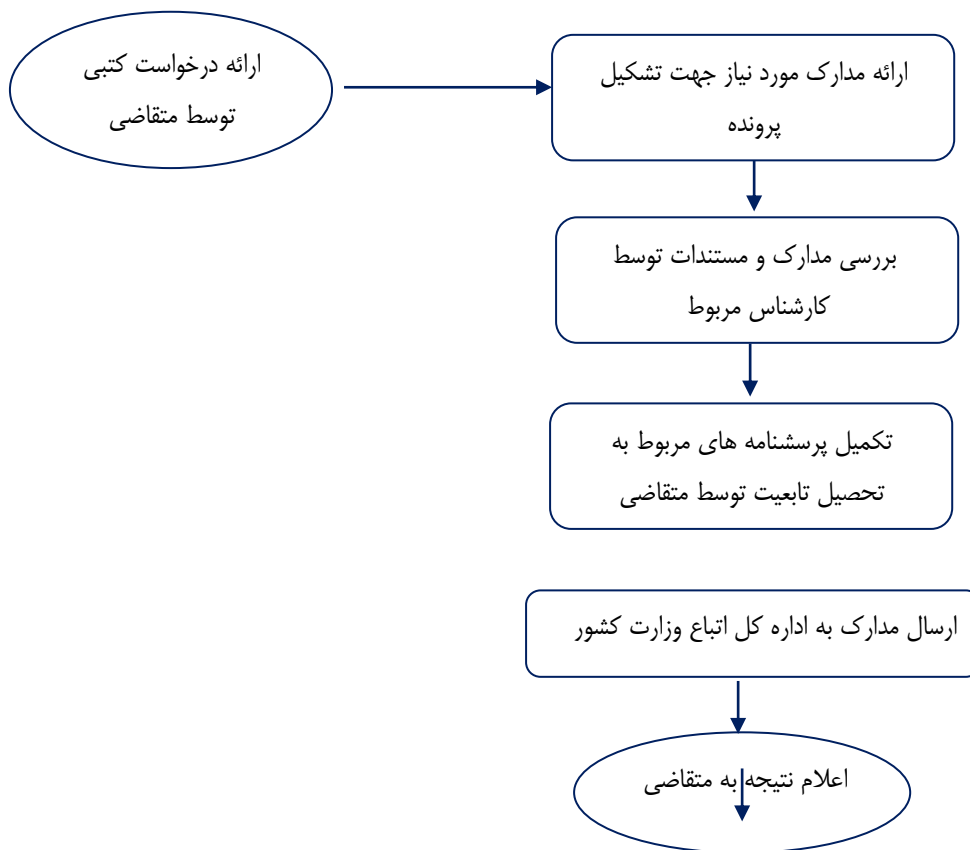 ارائه درخواست کتبی
توسط متقاضی
ارائه مدارک مورد نیاز جهت تشکیل
پرونده
بررسی مدارک و مستندات توسط
کارشناس مربوط
تکمیل پرسشنامه های مربوط به
تحصیل تابعیت توسط متقاضی
ارسال مدارک به اداره کل اتباع وزارت کشور
اعلام نتیجه به متقاضی